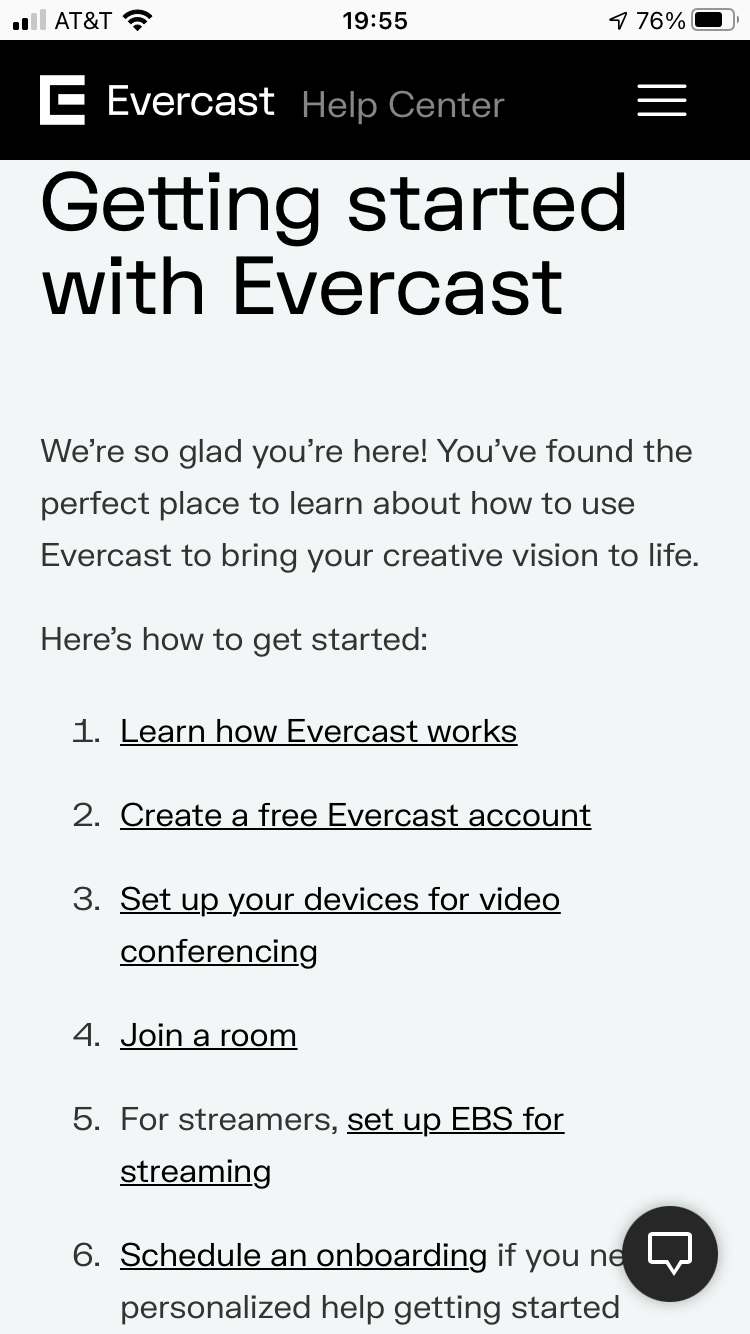 AT&T 19:55 76%
Evercast Help Center
Getting started
with Evercast
We’re so glad you’re here! You’ve found the
perfect place to learn about how to use
Evercast to bring your creative vision to life.
Here’s how to get started:
1. Learn how Evercast works
2. Create a free Evercast account
3. Set up your devices for video
conferencing
4. Join a room
5. For streamers, set up EBS for
streaming
6. Schedule an onboarding if you ne
personalized help getting started